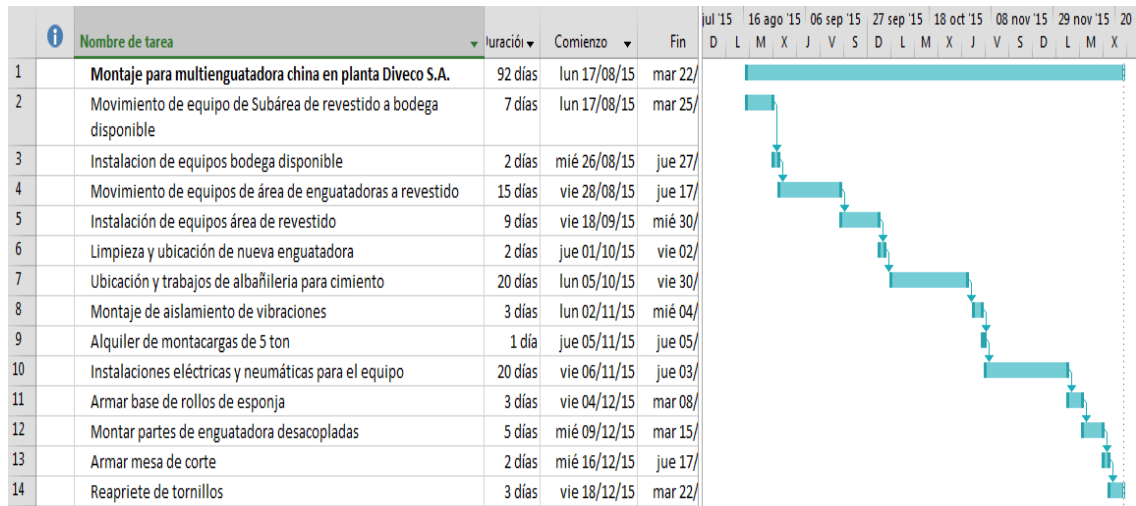 jul '15 16 ago '15 06 sep '15 27 sep '15 18 oct '15 08 nov '15 29 nov '15 20
Nombre de tarea Duración Comienzo Fin D L M X J V S D L M X J V S D L M X
1 Montaje para multienguatadora china en planta Diveco S.A. 92 días lun 17/08/15 mar 22/
2 Movimiento de equipo de Subárea de revestido a bodega 7 días lun 17/08/15 mar 25/
disponible
3 Instalacion de equipos bodega disponible 2 días mié 26/08/15 jue 27/
4 Movimiento de equipos de área de enguatadoras a revestido 15 días vie 28/08/15 jue 17/
5 Instalación de equipos área de revestido 9 días vie 18/09/15 mié 30/
6 Limpieza y ubicación de nueva enguatadora 2 días jue 01/10/15 vie 02/
7 Ubicación y trabajos de albañileria para cimiento 20 días lun 05/10/15 vie 30/
8 Montaje de aislamiento de vibraciones 3 días lun 02/11/15 mié 04/
9 Alquiler de montacargas de 5 ton 1 día jue 05/11/15 jue 05/
10 Instalaciones eléctricas y neumáticas para el equipo 20 días vie 06/11/15 jue 03/
11 Armar base de rollos de esponja 3 días vie 04/12/15 mar 08/
12 Montar partes de enguatadora desacopladas 5 días mié 09/12/15 mar 15/
13 Armar mesa de corte 2 días mié 16/12/15 jue 17/
14 Reapriete de tornillos 3 días vie 18/12/15 mar 22/